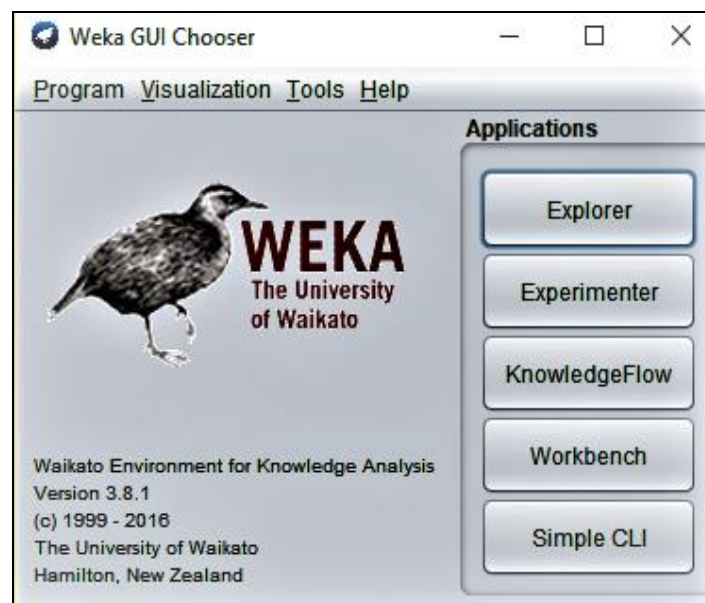 Weka GUI Chooser
Program Visualization Tools Help
Applications
WEKA
The University
of Waikato
Explorer
Experimenter
KnowledgeFlow
Workbench
Simple CLI
Waikato Environment for Knowledge Analysis
Version 3.8.1
(c) 1999 - 2016
The University of Waikato
Hamilton, New Zealand